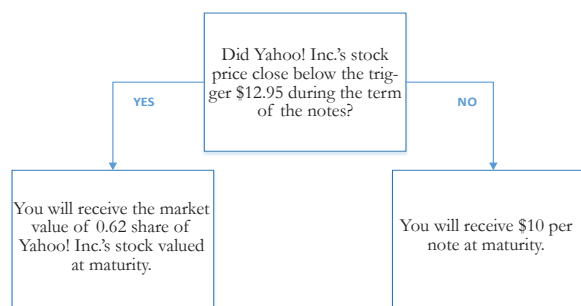 Did Yahoo! Inc.'s stock
price close below the trig-
ger $12.95 during the term
of the notes?
YES
NO
You will receive the market
value of 0.62 share of
Yahoo! Inc.'s stock valued
at maturity.
You will receive $10 per
note at maturity.